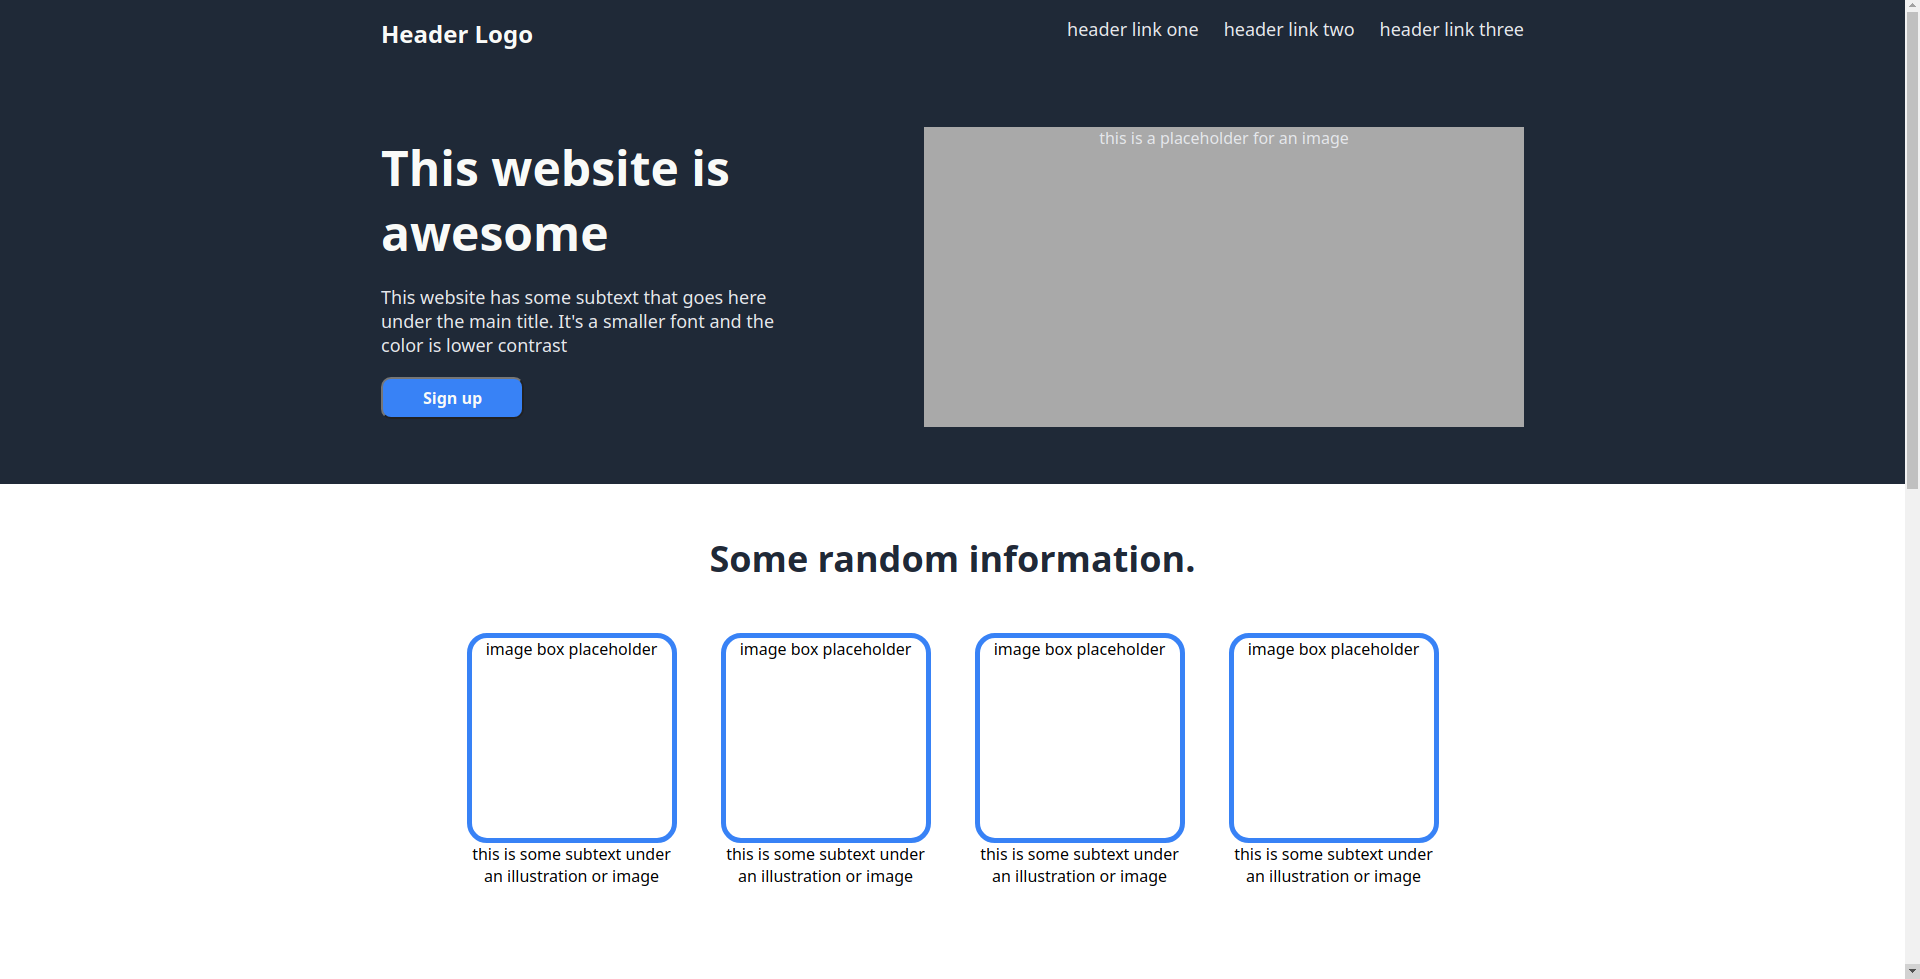 Header Logo
header link one
header link two
header link three
This website is
awesome
This website has some subtext that goes here
under the main title. It's a smaller font and the
color is lower contrast
Sign up
this is a placeholder for an image
Some random information.
image box placeholder
this is some subtext under
an illustration or image
image box placeholder
this is some subtext under
an illustration or image
image box placeholder
this is some subtext under
an illustration or image
image box placeholder
this is some subtext under
an illustration or image